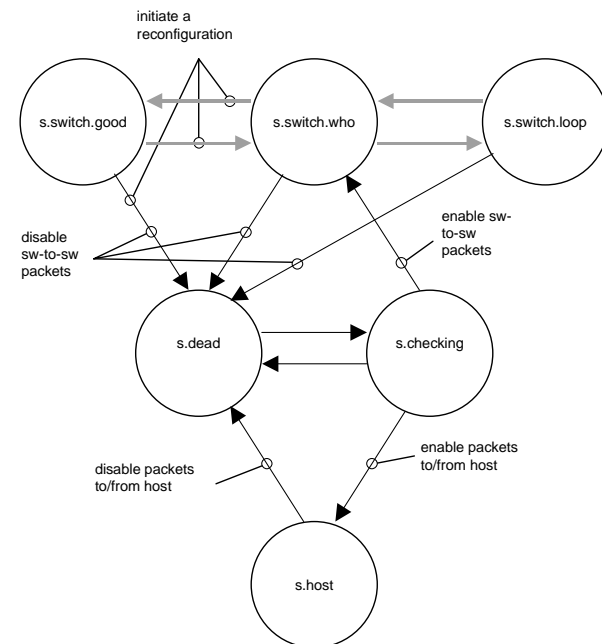 initiate a
reconfiguration
s.switch.good
s.switch.who
s.switch.loop
disable
sw-to-sw
packets
enable sw-
to-sw
packets
s.dead
s.checking
disable packets
to/from host
enable packets
to/from host
s.host